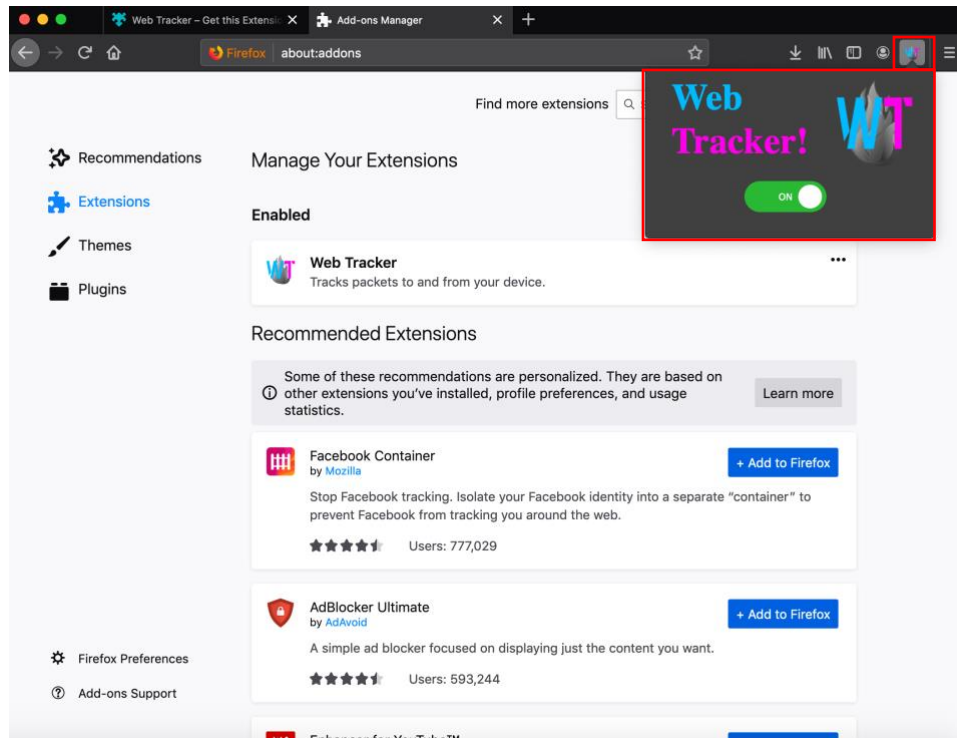 Web Tracker – Get this Extensio
Add-ons Manager
Firefox about:addons
Find more extensions
Web
Tracker!
WT
ON
Recommendations
Extensions
Themes
Plugins
Manage Your Extensions
Enabled
WT
Web Tracker
Tracks packets to and from your device.
Recommended Extensions
Some of these recommendations are personalized. They are based on
other extensions you've installed, profile preferences, and usage
statistics.
Learn more
Facebook Container
by Mozilla
+ Add to Firefox
Stop Facebook tracking. Isolate your Facebook identity into a separate “container” to
prevent Facebook from tracking you around the web.
Users: 777,029
AdBlocker Ultimate
by AdAvoid
+ Add to Firefox
A simple ad blocker focused on displaying just the content you want.
Users: 593,244
Firefox Preferences
Add-ons Support
Enhancer for YouTube™